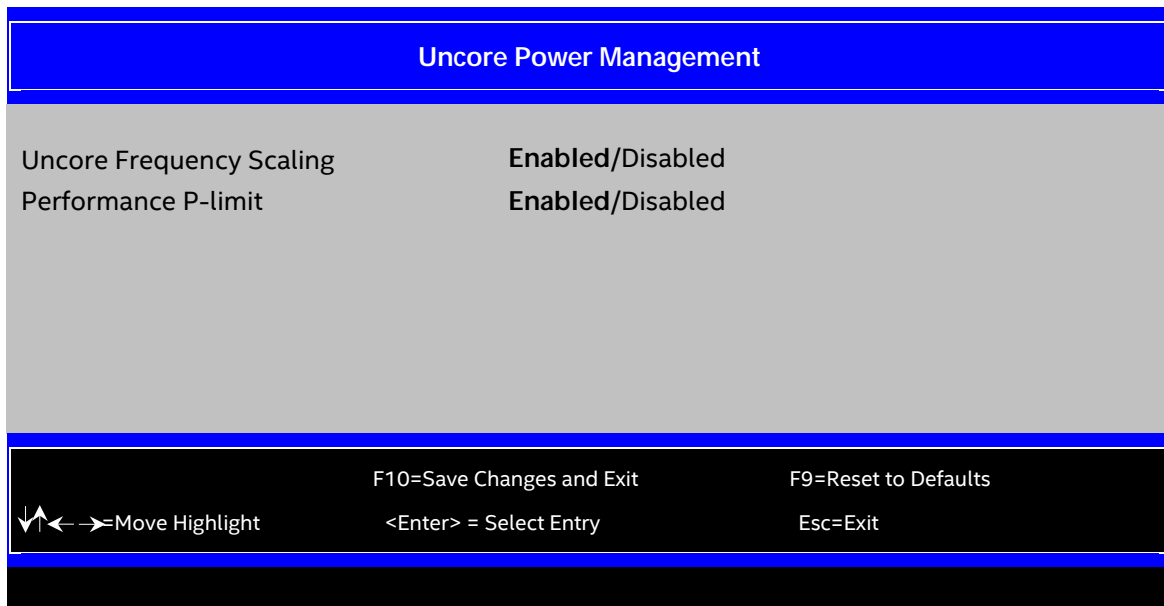 Uncore Power Management
Uncore Frequency Scaling Enabled/Disabled
Performance P-limit Enabled/Disabled
F10=Save Changes and Exit F9=Reset to Defaults
↓↑←→=Move Highlight <Enter> = Select Entry Esc=Exit